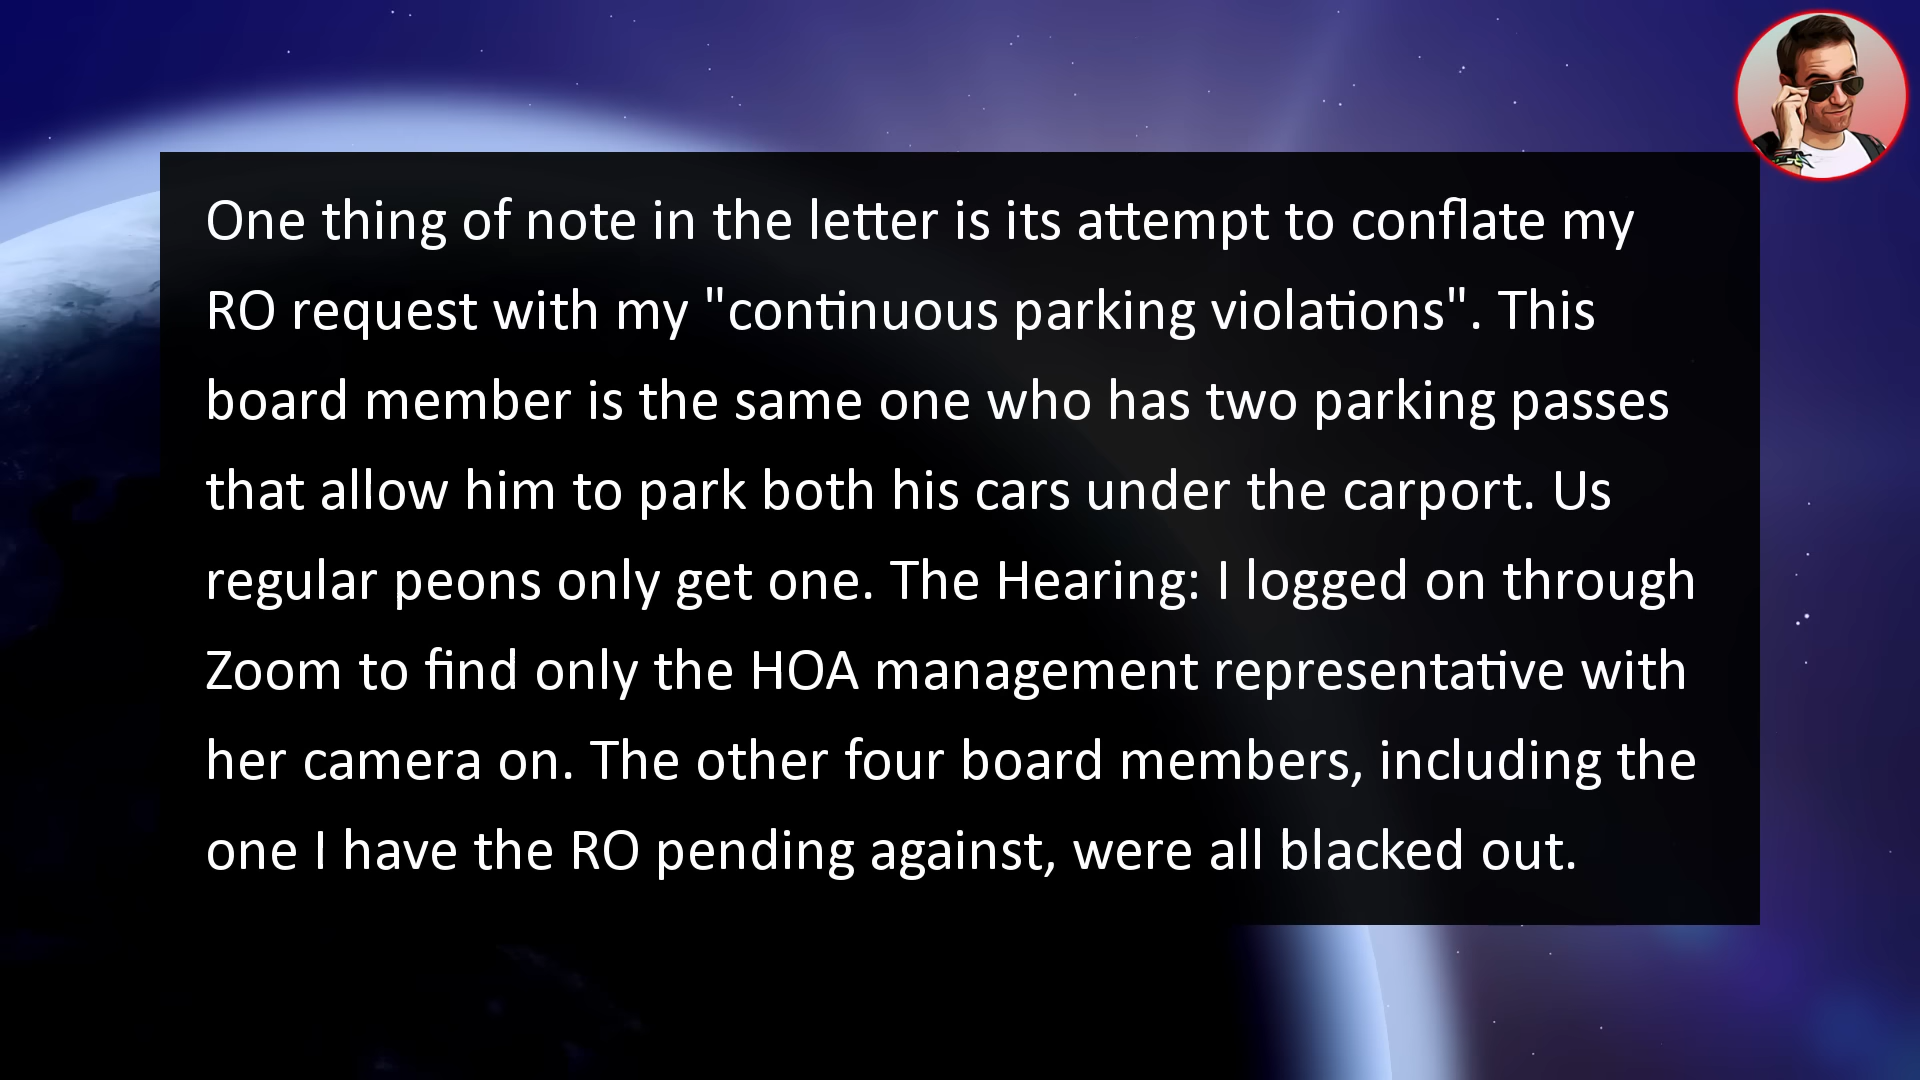 One thing of note in the letter is its attempt to conflate my
RO request with my "continuous parking violations". This
board member is the same one who has two parking passes
that allow him to park both his cars under the carport. Us
regular peons only get one. The Hearing: I logged on through
Zoom to find only the HOA management representative with
her camera on. The other four board members, including the
one I have the RO pending against, were all blacked out.